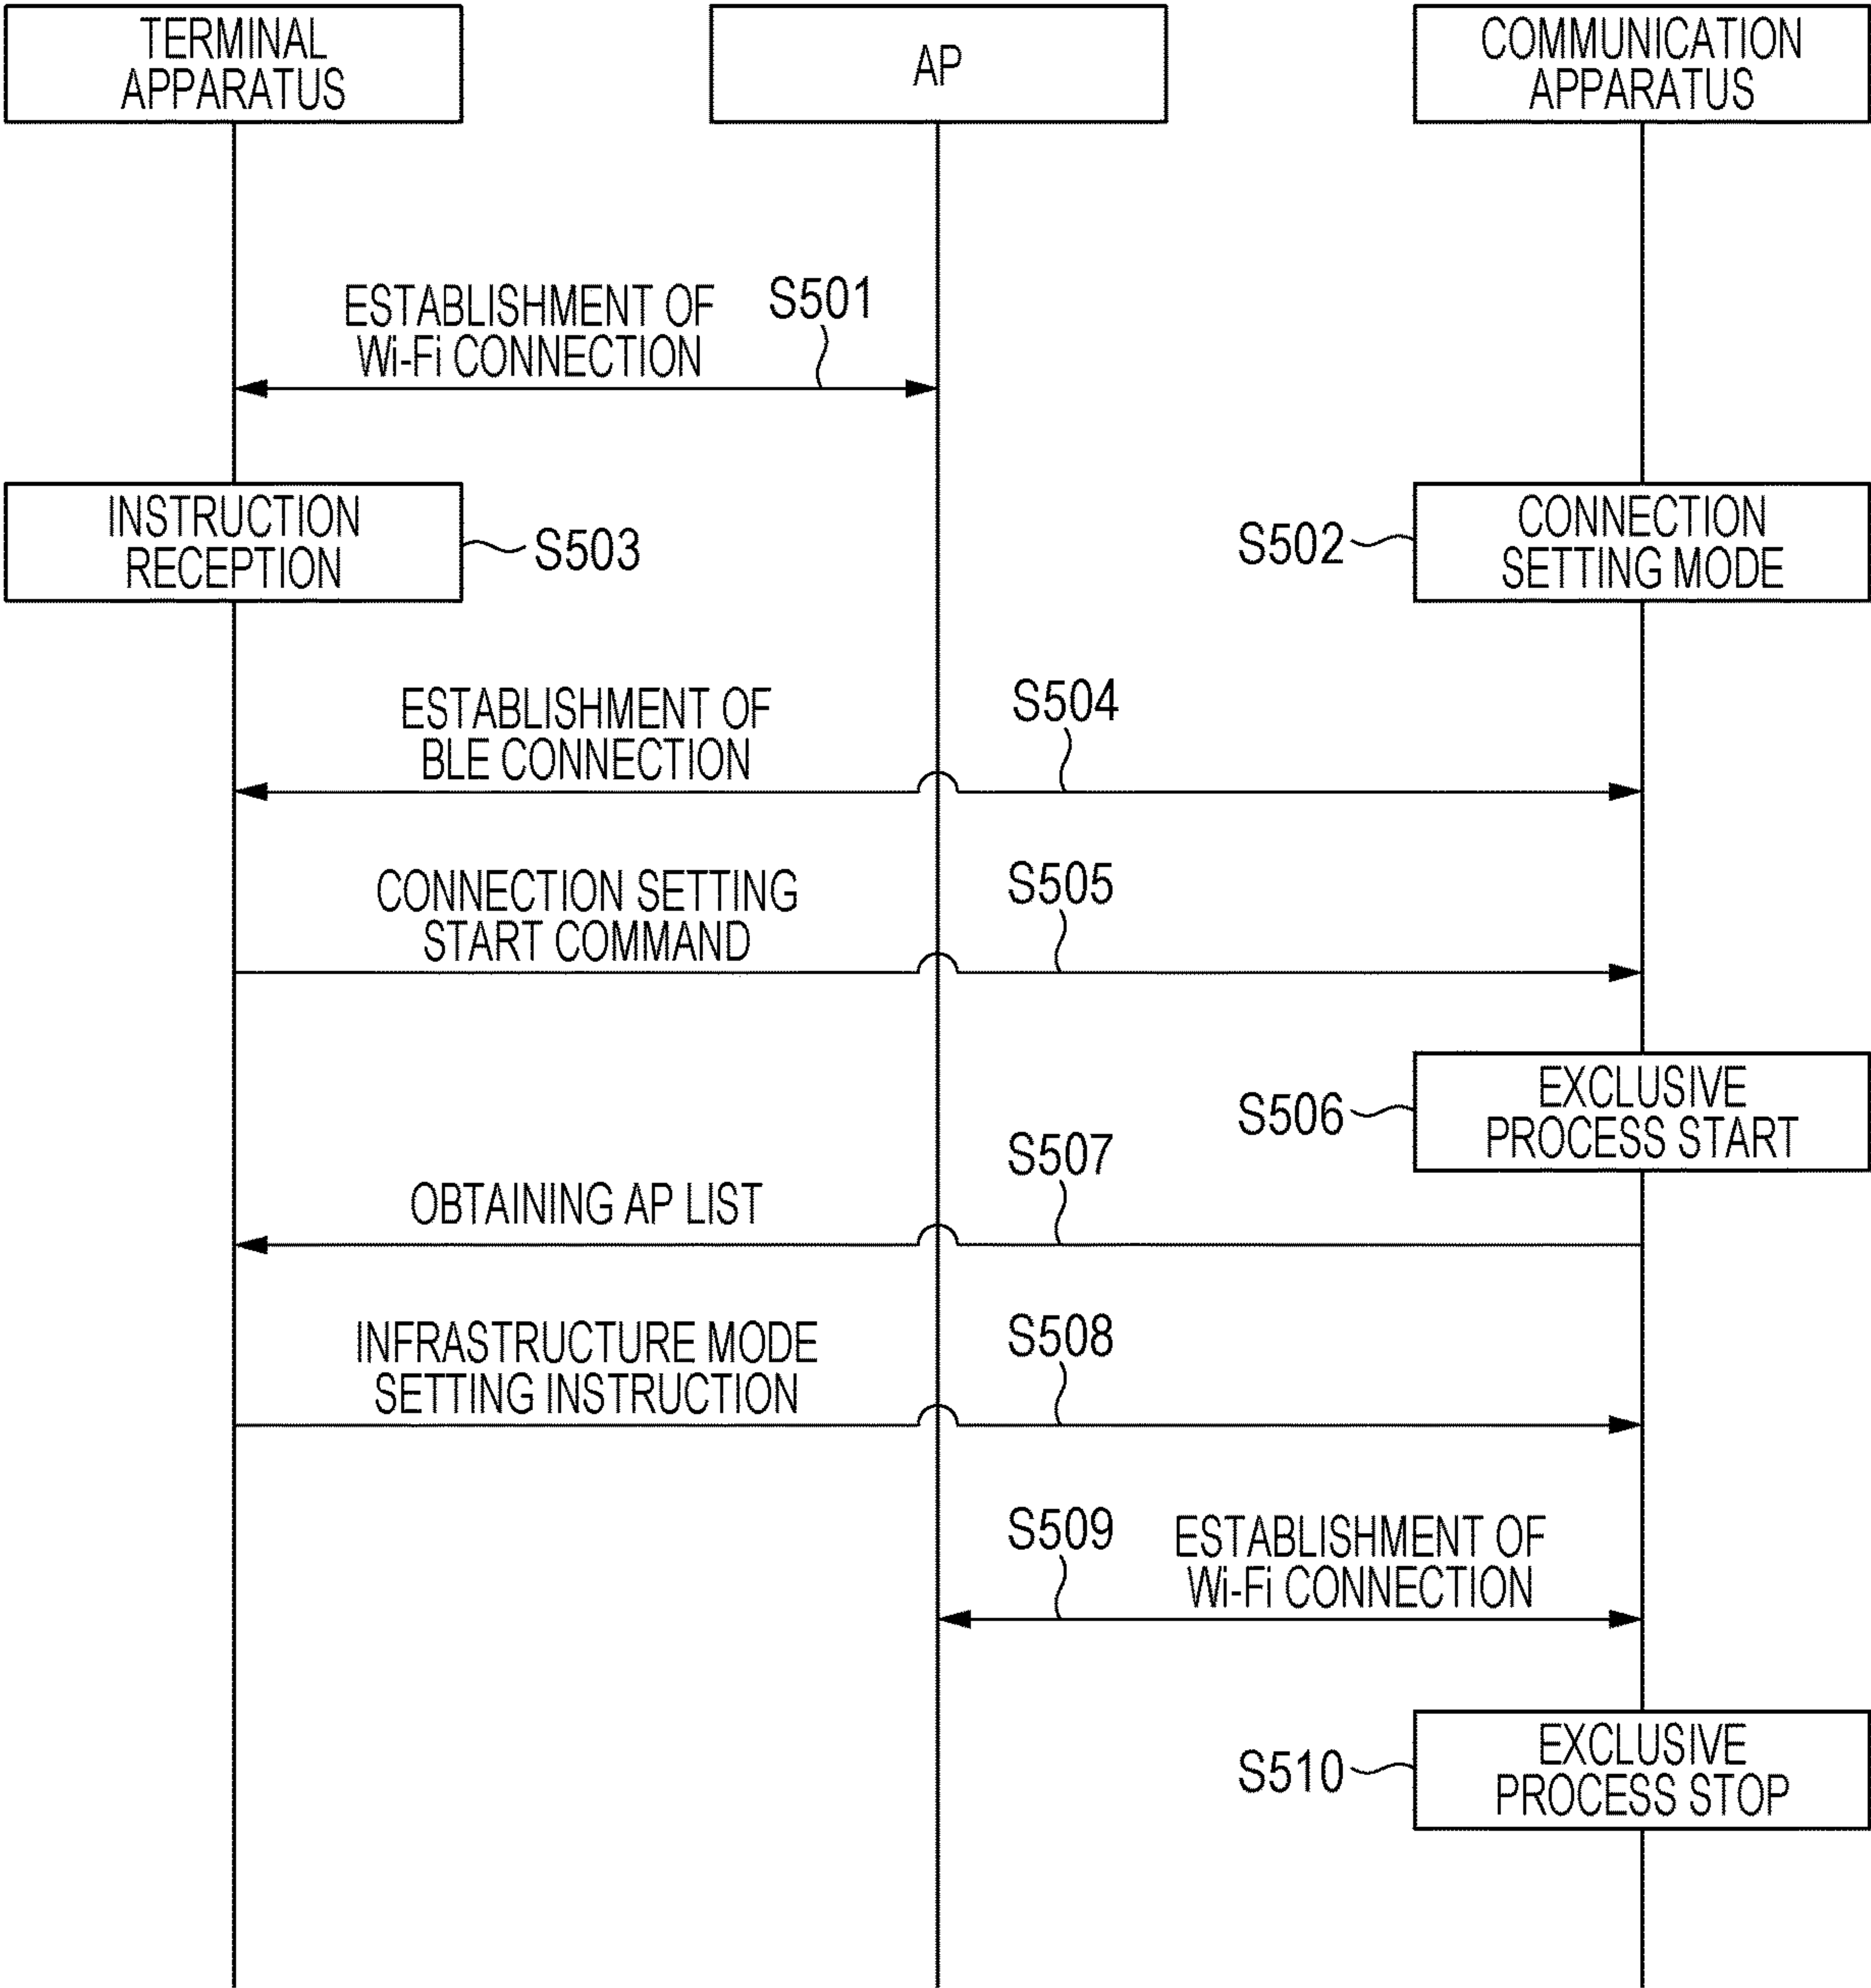 TERMINAL
APPARATUS
AP
COMMUNICATION
APPARATUS
ESTABLISHMENT OF
Wi-Fi CONNECTION
S501
INSTRUCTION
RECEPTION
S503
S502
CONNECTION
SETTING MODE
ESTABLISHMENT OF
BLE CONNECTION
S504
CONNECTION SETTING
START COMMAND
S505
S506
EXCLUSIVE
PROCESS START
OBTAINING AP LIST
S507
INFRASTRUCTURE MODE
SETTING INSTRUCTION
S508
S509
ESTABLISHMENT OF
Wi-Fi CONNECTION
S510
EXCLUSIVE
PROCESS STOP